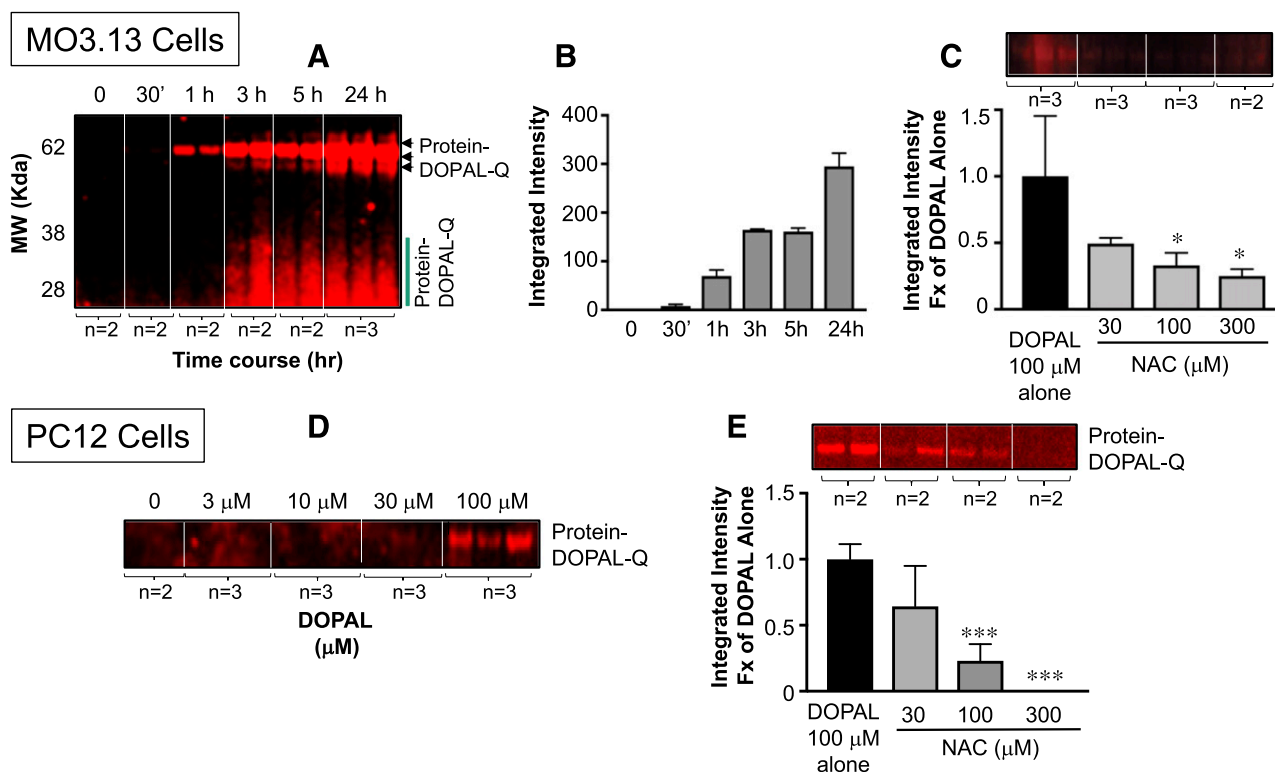 MO3.13 Cells
A
0 30’ 1 h 3 h 5 h 24 h
MW (Kda)
62
38
28
Protein-
DOPAL-Q
Protein-
DOPAL-Q
n=2 n=2 n=2 n=2 n=2 n=3
Time course (hr)
B
Integrated Intensity
400
300
200
100
0
0 30’ 1h 3h 5h 24h
C
n=3 n=3 n=3 n=2
Integrated Intensity
Fx of DOPAL Alone
1.5
1.0
0.5
0
* *
DOPAL
100 μM
alone
30 100 300
NAC (μM)
PC12 Cells
D
0 3 μM 10 μM 30 μM 100 μM
Protein-
DOPAL-Q
n=2 n=3 n=3 n=3 n=3
DOPAL
(μM)
E
Protein-
DOPAL-Q
n=2 n=2 n=2 n=2
Integrated Intensity
Fx of DOPAL Alone
1.5
1.0
0.5
0
*** ***
DOPAL
100 μM
alone
30 100 300
NAC (μM)